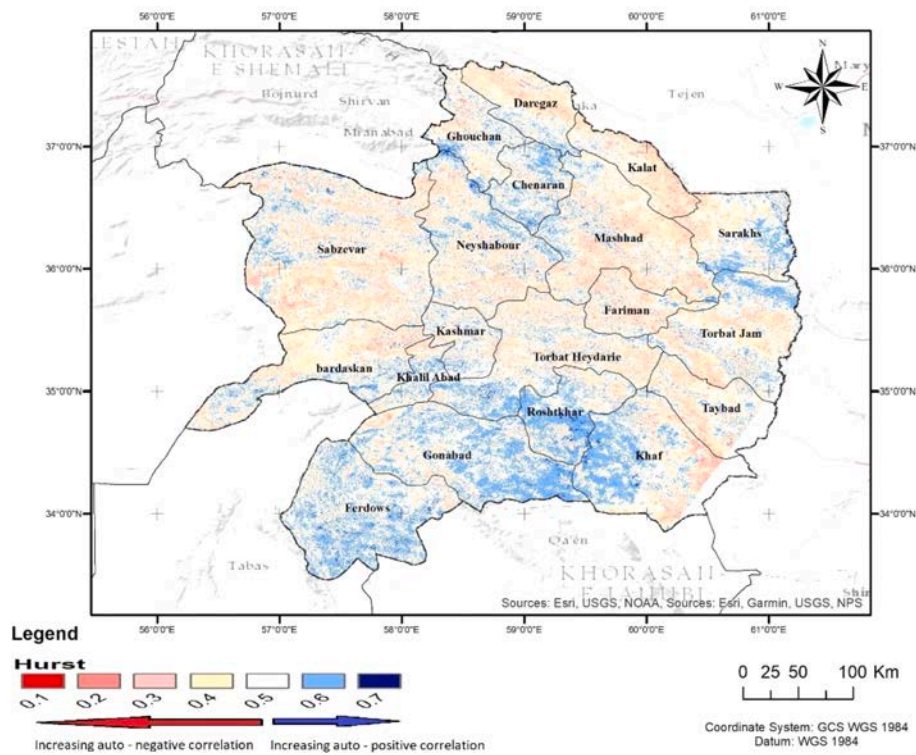 56°0'0"E 57°0'0"E 58°0'0"E 59°0'0"E 60°0'0"E 61°0'0"E
LESTAN
KHORASAN
E SHEMALI
Bojnurd
Shirvan
Mianabad
Tejen
Mary
N
W E
S
37°0'0"N 37°0'0"N
36°0'0"N 36°0'0"N
35°0'0"N 35°0'0"N
34°0'0"N 34°0'0"N
Daregaz
aka
Ghouchan
Kalat
Chenaran
Sarakhs
Mashhad
Sabzevar
Neyshabour
Fariman
Kashmar
Torbat Jam
Torbat Heydarie
bardaskan
Khalil Abad
Taybad
Roshtkhar
Gonabad
Khaf
Ferdows
Tabas
Qa'en
KHORASAN
E JANUBI
Sources: Esri, USGS, NOAA, Sources: Esri, Garmin, USGS, NPS
56°0'0"E 57°0'0"E 58°0'0"E 59°0'0"E 60°0'0"E 61°0'0"E
Legend
Hurst
0.1 0.2 0.3 0.4 0.5 0.6 0.7
Increasing auto - negative correlation Increasing auto - positive correlation
0 25 50 100 Km
Coordinate System: GCS WGS 1984
Datum: WGS 1984